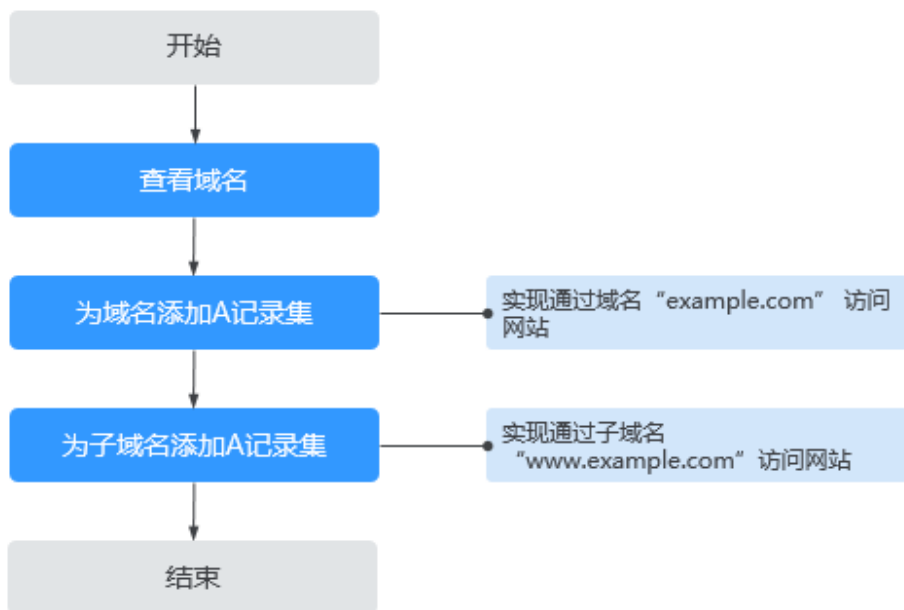 开始
查看域名
为域名添加A记录集
实现通过域名“example.com” 访问
网站
为子域名添加A记录集
实现通过子域名
“www.example.com”访问网站
结束